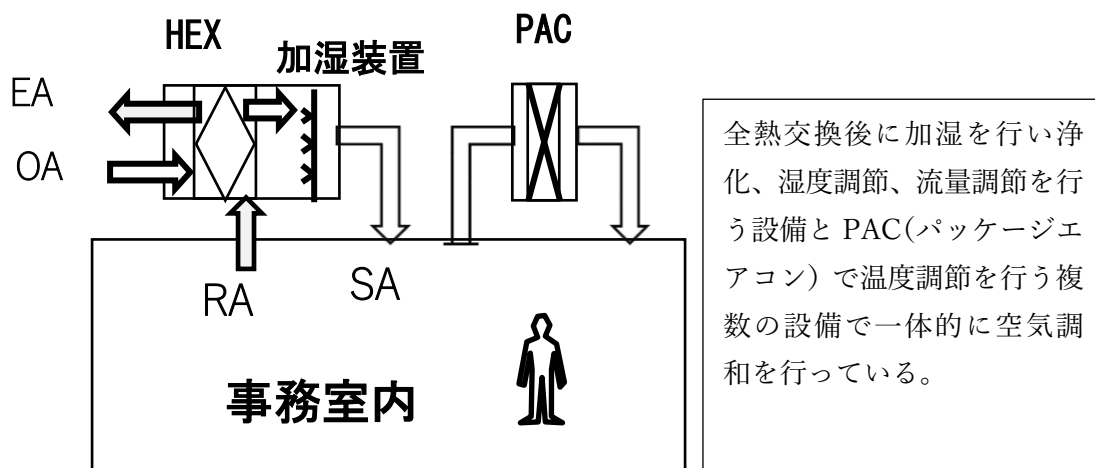 HEX
PAC
加湿装置
EA
OA
RA
SA
事務室内
全熱交換後に加湿を行い浄
化、湿度調節、流量調節を行
う設備と PAC(パッケージエ
アコン）で温度調節を行う複
数の設備で一体的に空気調
和を行っている。